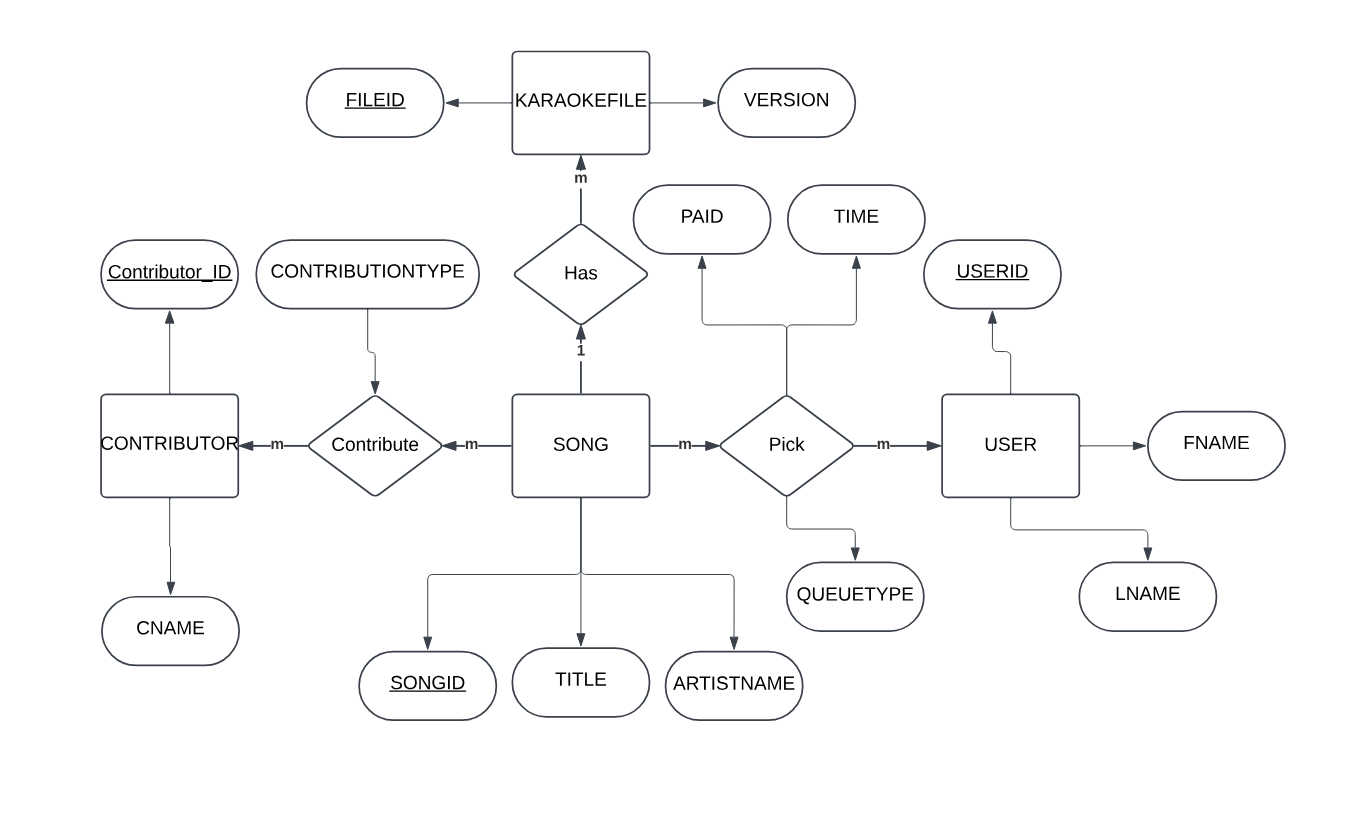 FILEID
KARAOKEFILE
VERSION
m
PAID
TIME
Contributor_ID
CONTRIBUTIONTYPE
Has
USERID
1
CONTRIBUTOR
m
Contribute
m
SONG
m
Pick
m
USER
FNAME
QUEUETYPE
LNAME
CNAME
SONGID
TITLE
ARTISTNAME